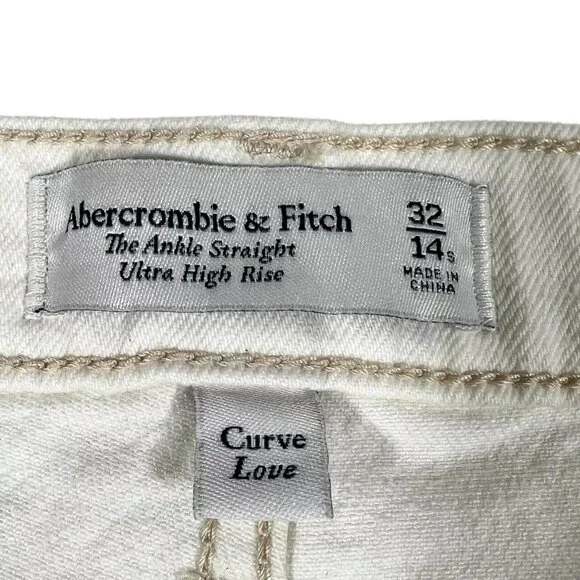 Abercrombie & Fitch
The Ankle Straight
Ultra High Rise
32
14s
MADE IN
CHINA
Curve
Love